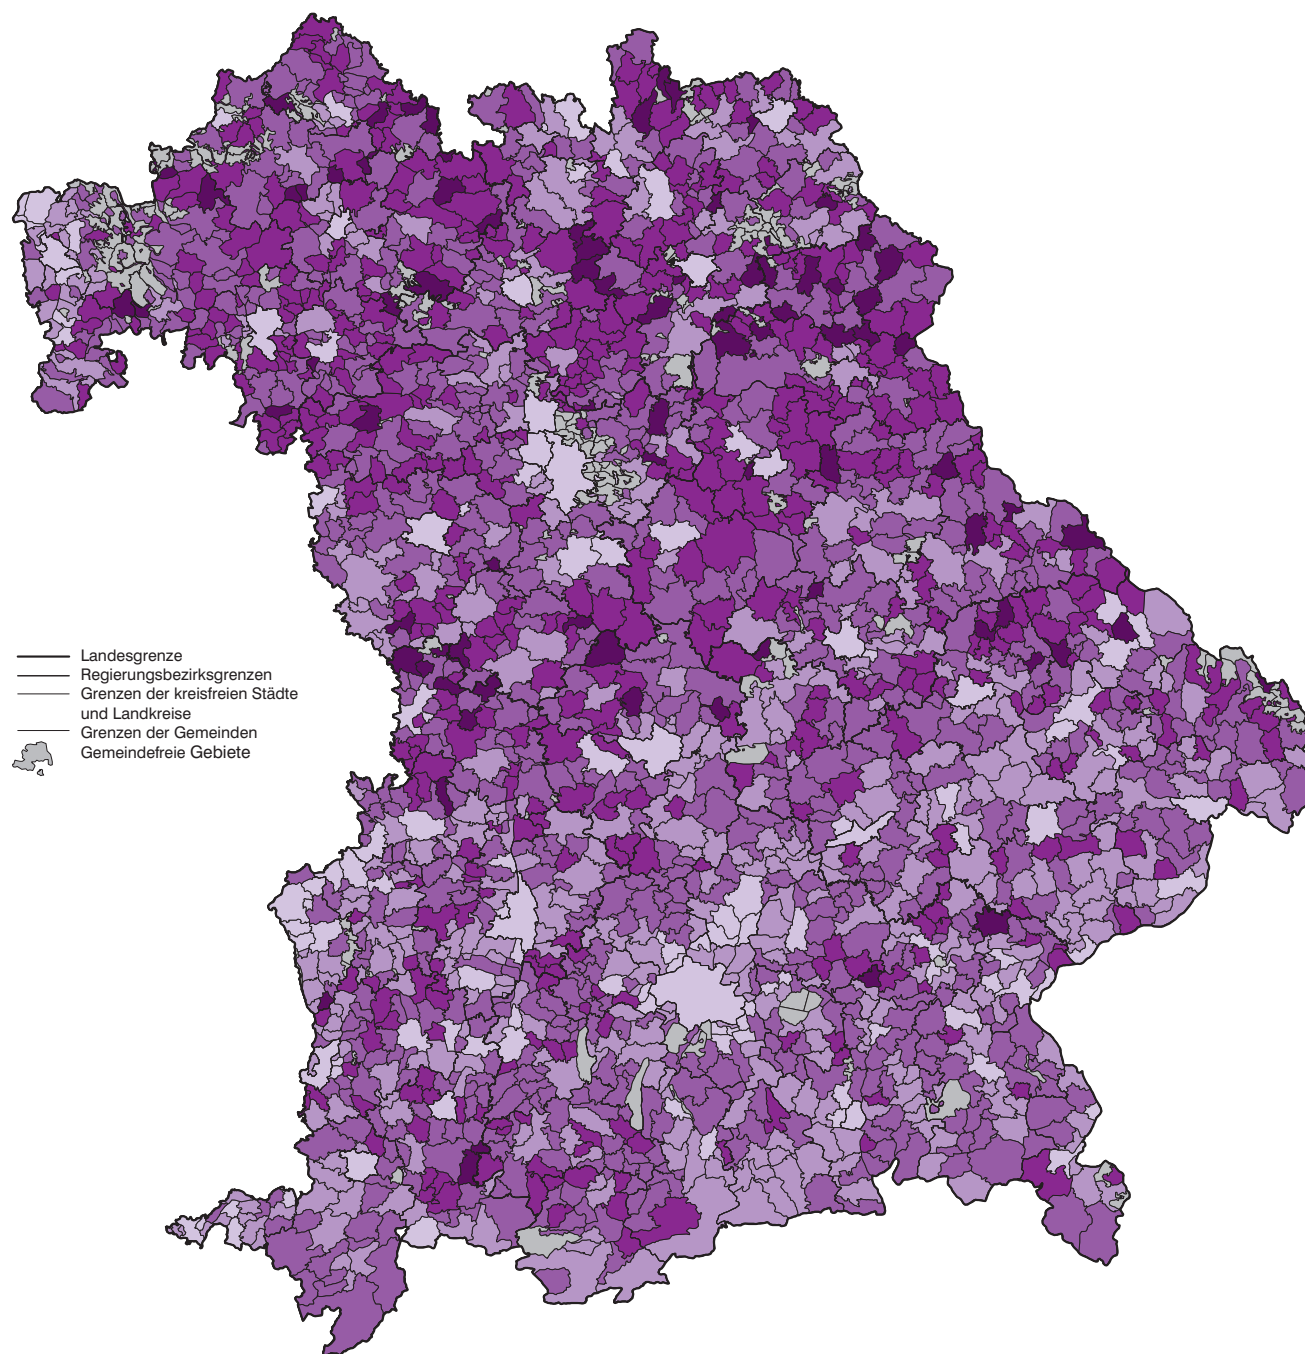 Landesgrenze
Regierungsbezirksgrenzen
Grenzen der kreisfreien Städte
und Landkreise
Grenzen der Gemeinden
Gemeindefreie Gebiete